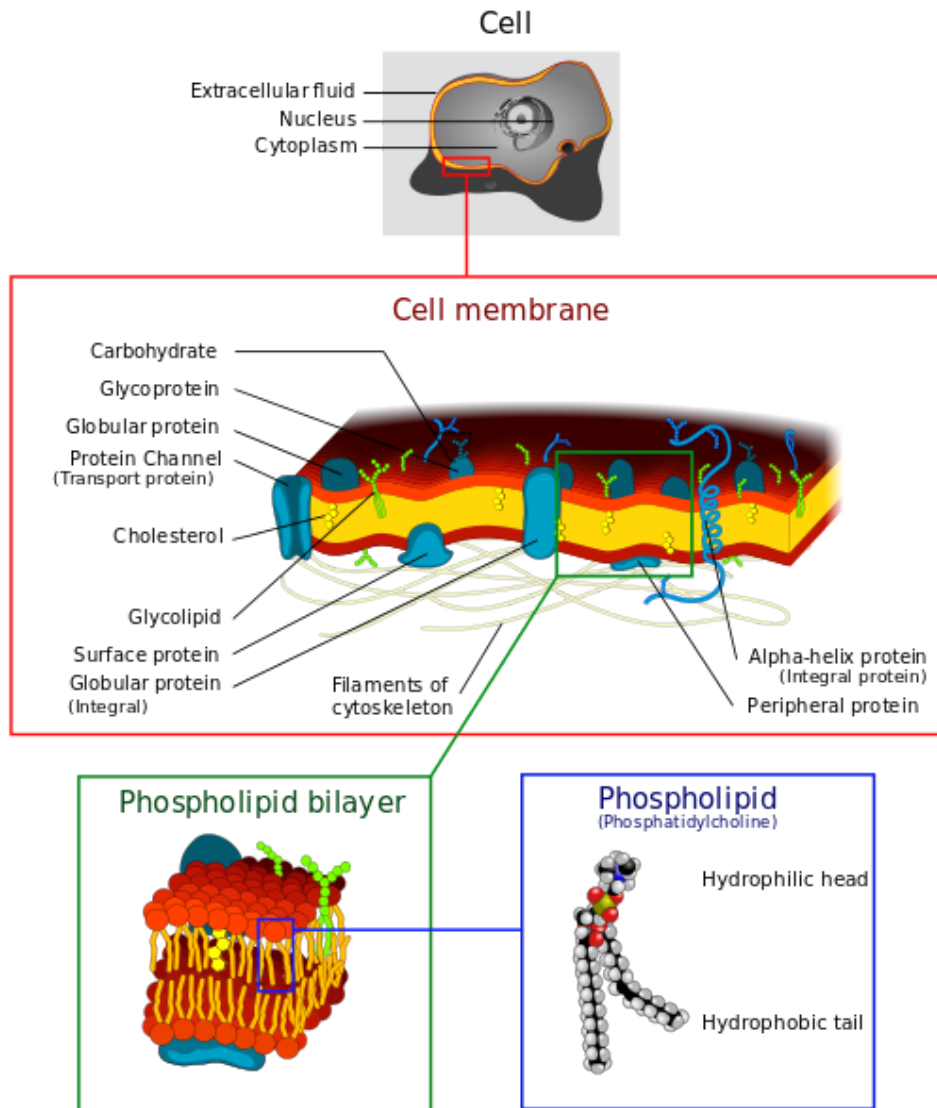 Cell
Extracellular fluid
Nucleus
Cytoplasm
Cell membrane
Carbohydrate
Glycoprotein
Globular protein
Protein Channel
(Transport protein)
Cholesterol
Glycolipid
Surface protein
Globular protein
(Integral)
Filaments of
cytoskeleton
Alpha-helix protein
(Integral protein)
Peripheral protein
Phospholipid bilayer
Phospholipid
(Phosphatidylcholine)
Hydrophilic head
Hydrophobic tail